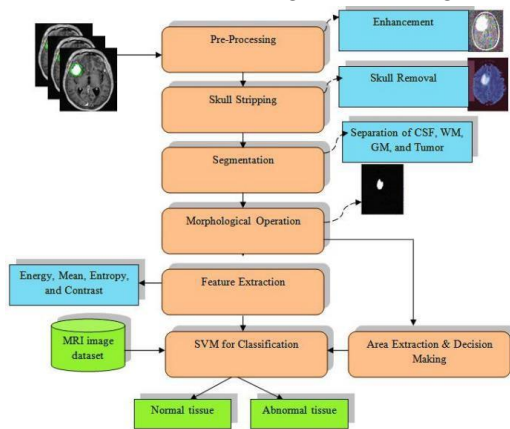 Pre-Processing
Enhancement
Skull Stripping
Skull Removal
Segmentation
Separation of CSF, WM,
GM, and Tumor
Morphological Operation
Energy, Mean, Entropy,
and Contrast
Feature Extraction
MRI image
dataset
SVM for Classification
Area Extraction & Decision
Making
Normal tissue
Abnormal tissue